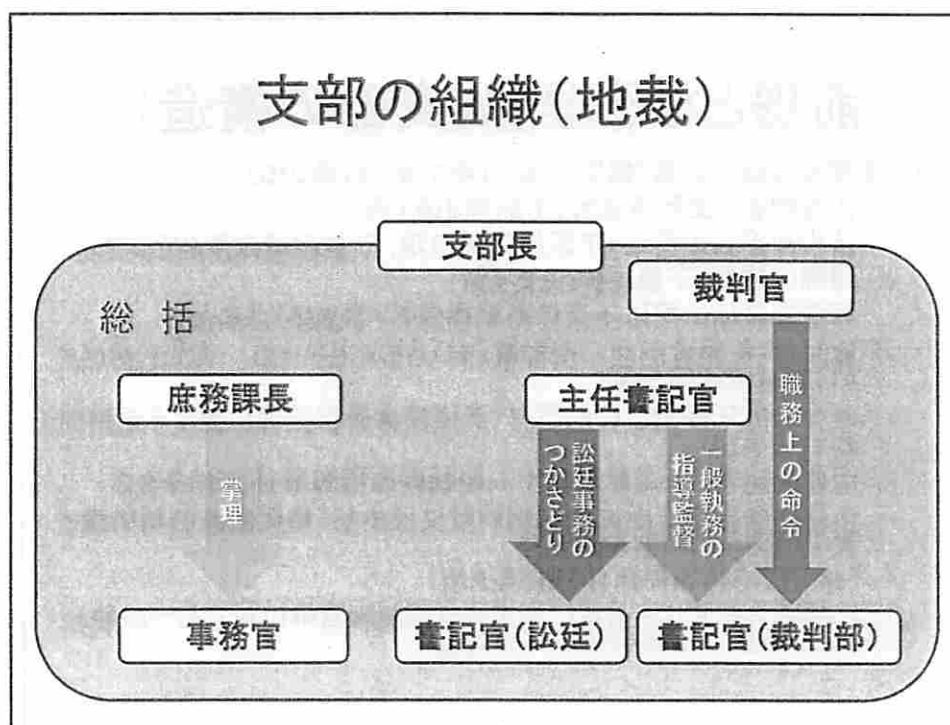 支部の組織(地裁)
支部長
裁判官
総 括
庶務課長
主任書記官
掌理
訟廷事務の
つかさどり
一般執務の
指導監督
職務上の命令
事務官
書記官(訟廷)
書記官(裁判部)